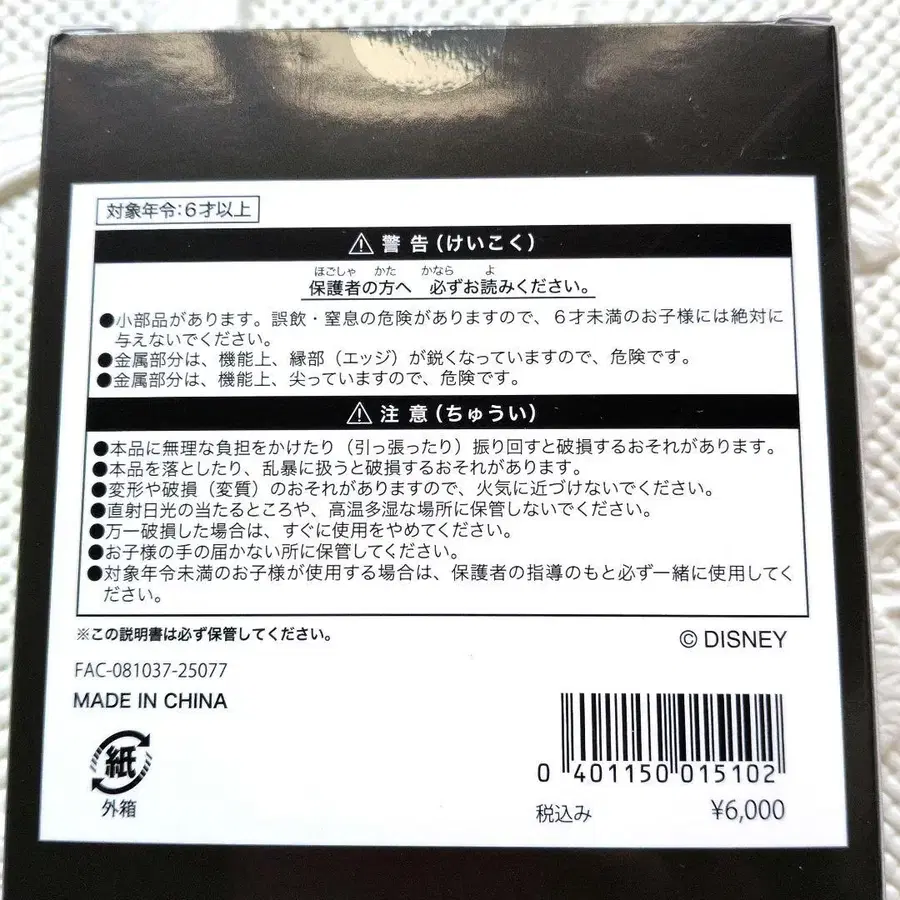 対象年令:6才以上
⚠ 警 告(けいこく)
ほごしゃ かた かなら よ
保護者の方へ 必ずお読みください。
●小部品があります。誤飲・窒息の危険がありますので、6才未満のお子様には絶対に
与えないでください。
●金属部分は、機能上、縁部(エッジ)が鋭くなっていますので、危険です。
●金属部分は、機能上、尖っていますので、危険です。
⚠ 注 意(ちゅうい)
●本品に無理な負担をかけたり(引っ張ったり)振り回すと破損するおそれがあります。
●本品を落としたり、乱暴に扱うと破損するおそれがあります。
●変形や破損(変質)のおそれがありますので、火気に近づけないでください。
●直射日光の当たるところや、高温多湿な場所に保管しないでください。
●万一破損した場合は、すぐに使用をやめてください。
●お子様の手の届かない所に保管してください。
●対象年令未満のお子様が使用する場合は、保護者の指導のもと必ず一緒に使用してく
ださい。
※この説明書は必ず保管してください。
© DISNEY
FAC-081037-25077
MADE IN CHINA
紙
外箱
0 401150 015102
税込み ¥6,000